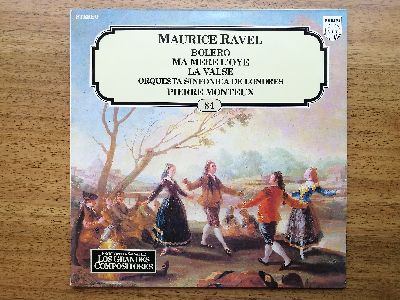 STEREO
PHILIPS
MAURICE RAVEL
BOLERO
MA MERE L'OYE
LA VALSE
ORQUESTA SINFONICA DE LONDRES
PIERRE MONTEUX
84
LOS GRANDES
COMPOSITORES